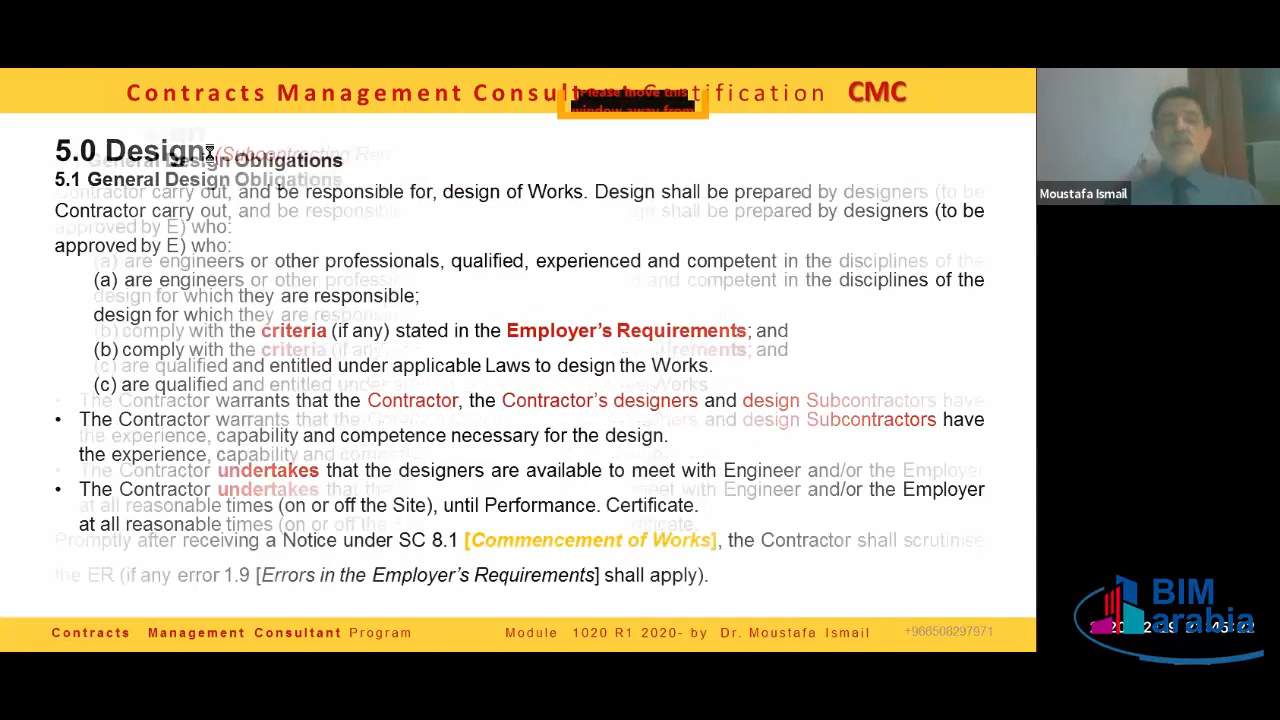 Contracts Management Consultant Certification CMC
[Please move this
window away from
5.0 Design:
General Design Obligations
5.1 General Design Obligations
Contractor carry out, and be responsible for, design of Works. Design shall be prepared by designers (to be
approved by E) who:
(a) are engineers or other professionals, qualified, experienced and competent in the disciplines of the
design for which they are responsible;
(b) comply with the criteria (if any) stated in the Employer's Requirements; and
(c) are qualified and entitled under applicable Laws to design the Works.
• The Contractor warrants that the Contractor, the Contractor's designers and design Subcontractors have
the experience, capability and competence necessary for the design.
• The Contractor undertakes that the designers are available to meet with Engineer and/or the Employer
at all reasonable times (on or off the Site), until Performance. Certificate.
Promptly after receiving a Notice under SC 8.1 [Commencement of Works], the Contractor shall scrutinise
the ER (if any error 1.9 [Errors in the Employer's Requirements] shall apply).
Contracts Management Consultant Program
Module 1020 R1 2020- by Dr. Moustafa Ismail
+966508297971
Moustafa Ismail
BIM
arabia